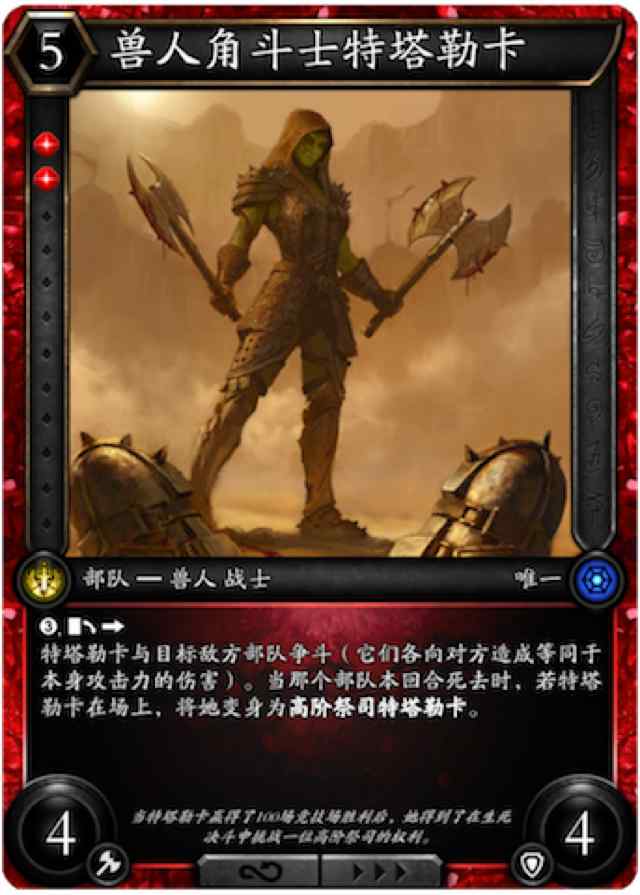 5
兽人角斗士特塔勒卡
部队 — 兽人 战士
唯一
❸,
特塔勒卡与目标敌方部队争斗（它们各向对方造成等同于
本身攻击力的伤害）。当那个部队本回合死去时，若特塔
勒卡在场上，将她变身为高阶祭司特塔勒卡。
当特塔勒卡赢得了100场竞技场胜利后，她得到了在生死
决斗中挑战一位高阶祭司的权利。
4
4